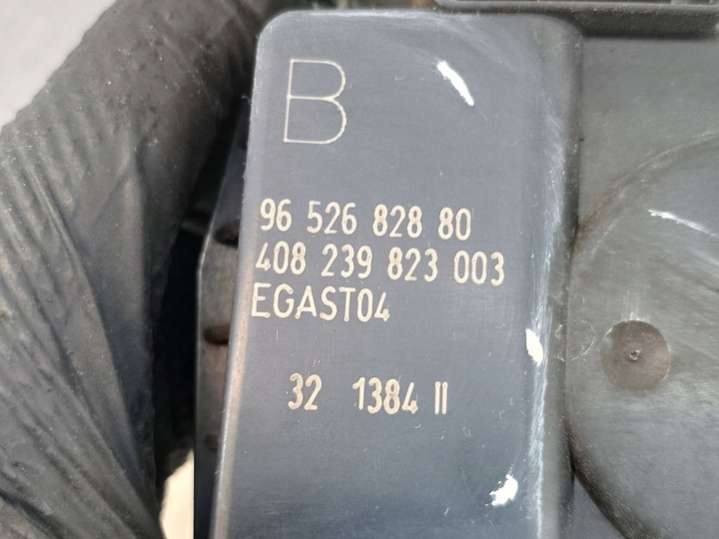 B
96 526 828 80
408 239 823 003
EGAST04
32 1384 II